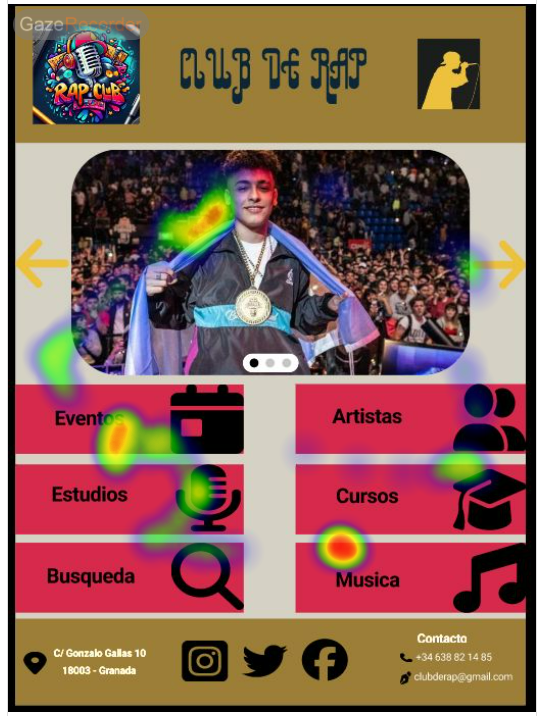 GazeRecorder
RAP CLUB
CLUB DE RAP
Eventos
Artistas
Estudios
Cursos
Busqueda
Musica
C/ Gonzalo Gallas 10
18003 - Granada
Contacto
+34 638 82 14 85
clubderap@gmail.com